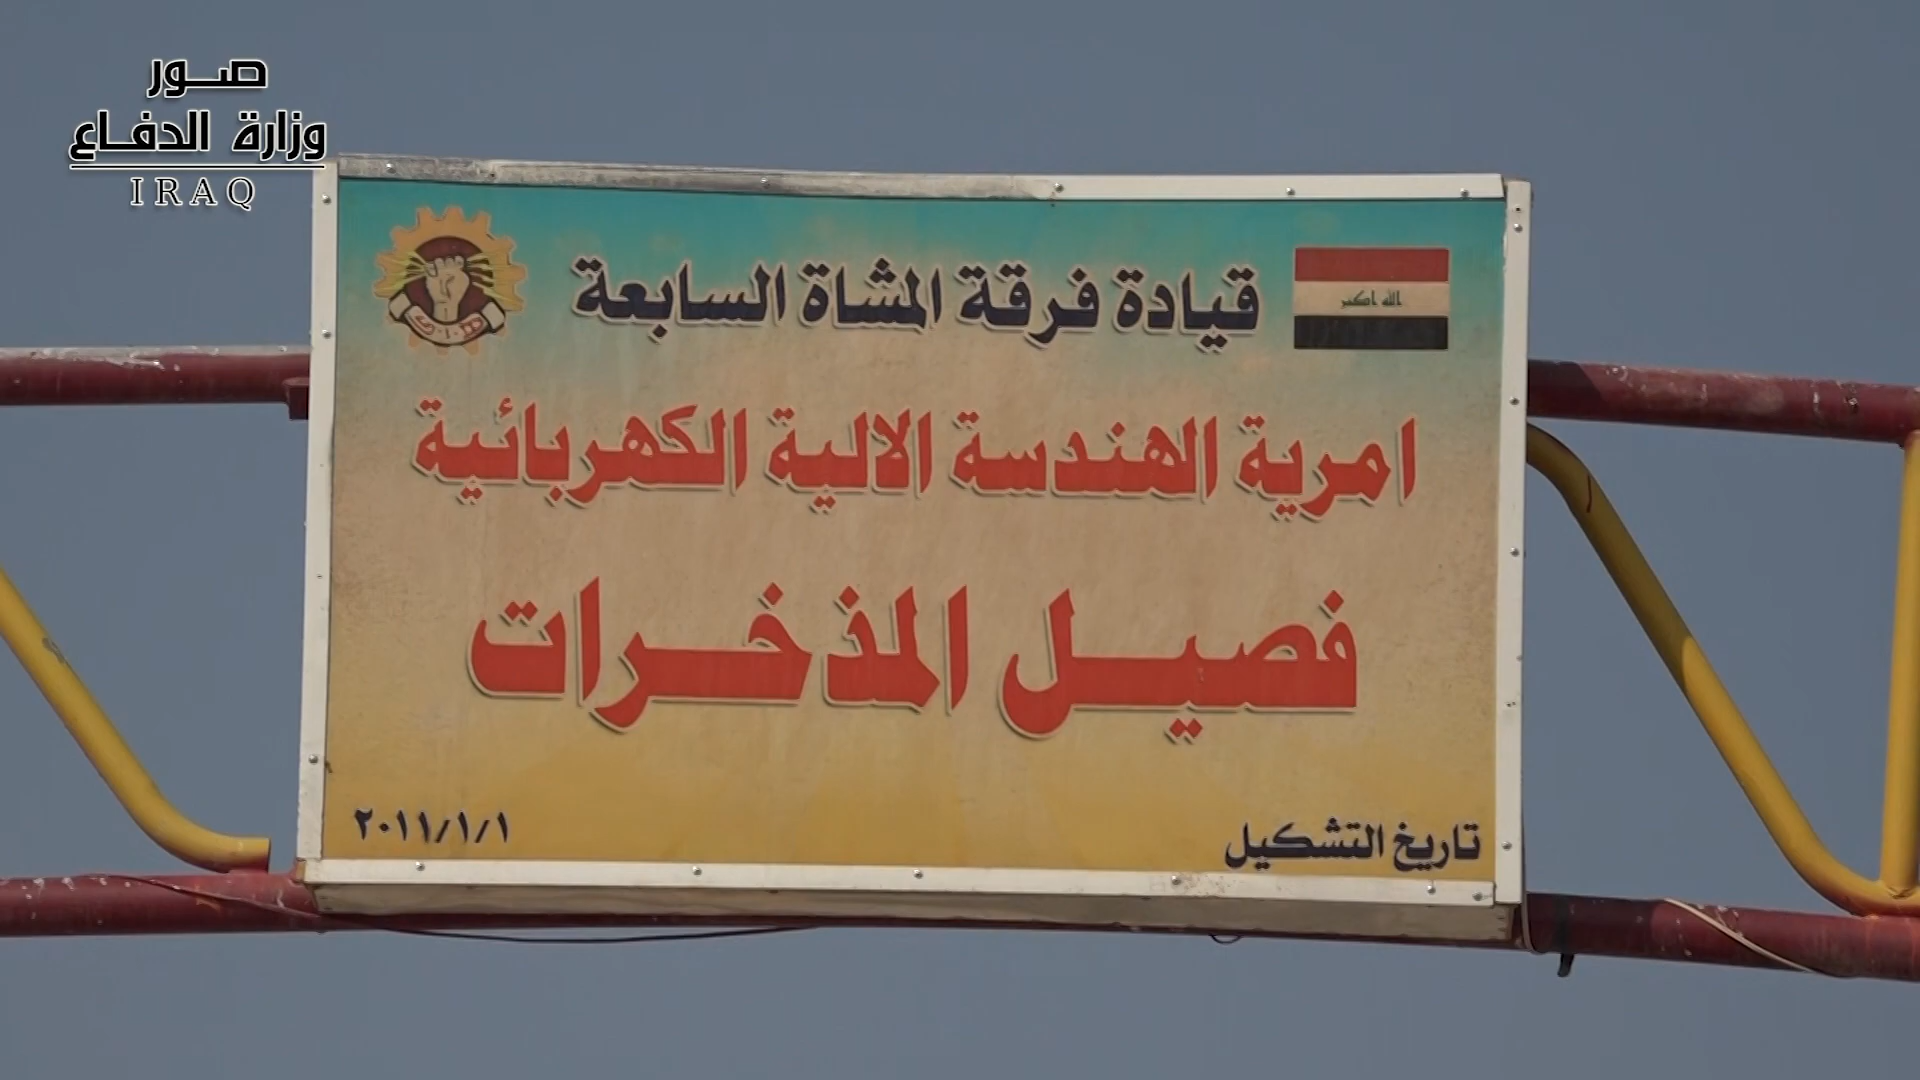 صور
وزارة الدفاع
IRAQ
قيادة فرقة المشاة السابعة
الله اكبر
امرية الهندسة الالية الكهربائية
فصيل المذخرات
تاريخ التشكيل
٢٠١١/١/١